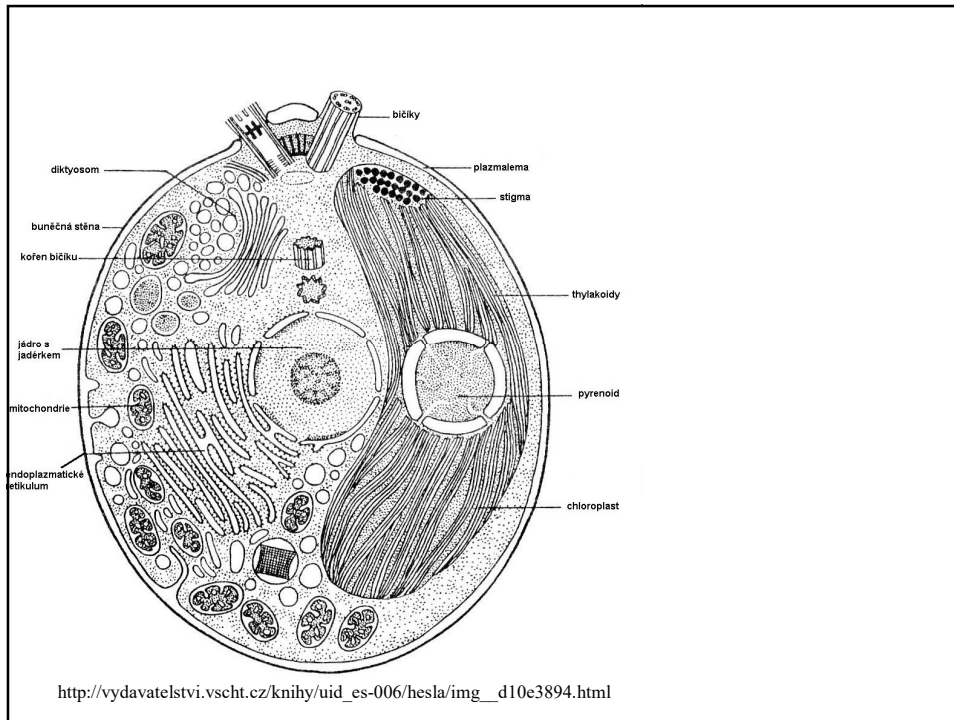 bičíky
diktyosom
plazmalema
stigma
buněčná stěna
kořen bičíku
thylakoidy
jádro s
jadérkem
mitochondrie
pyrenoid
endoplazmatické
retikulum
chloroplast
http://vydavatelstvi.vscht.cz/knihy/uid_es-006/hesla/img__d10e3894.html